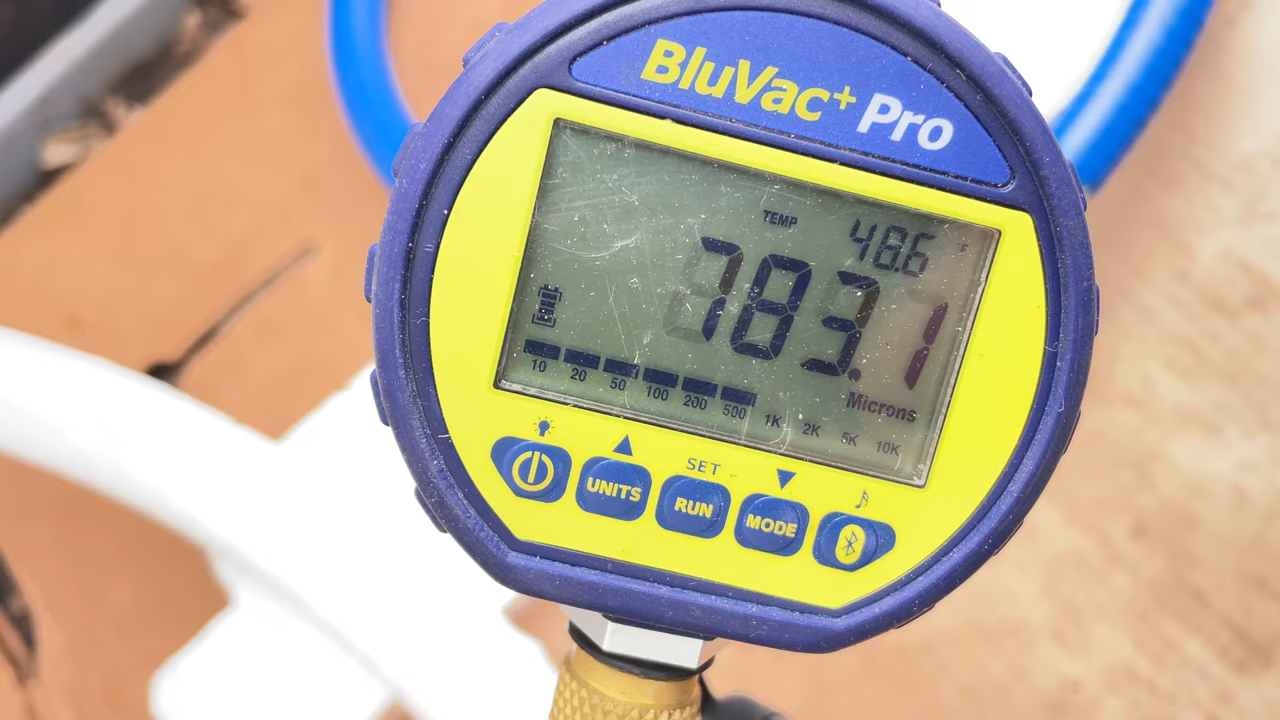 BluVac+ Pro
TEMP 48.6 F
783.1
Microns
10 20 50 100 200 500 1K 2K 5K 10K
SET
UNITS RUN MODE